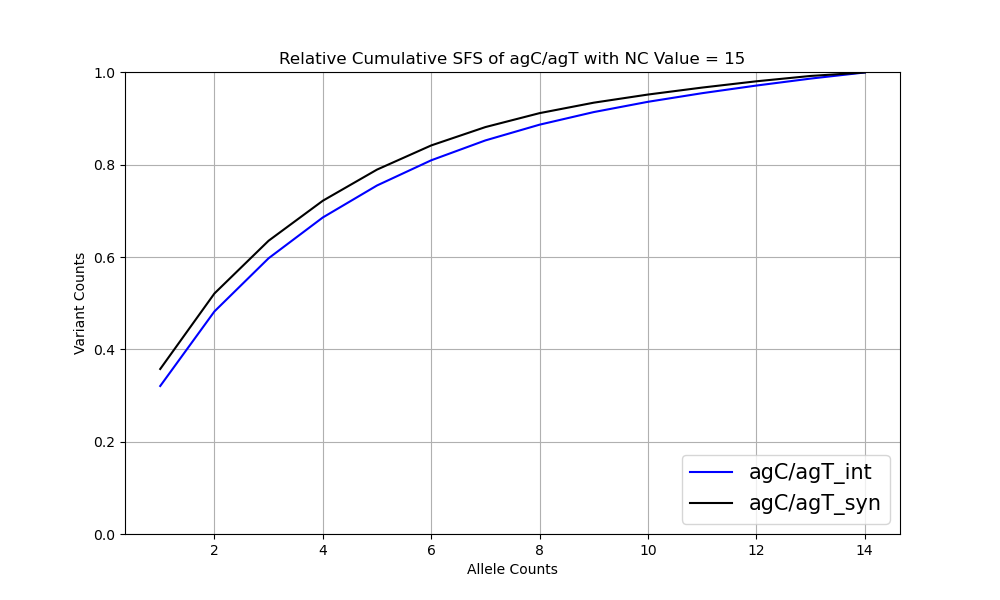 Relative Cumulative SFS of agC/agT with NC Value = 15
1.0
0.8
0.6
0.4
0.2
0.0
Variant Counts
2 4 6 8 10 12 14
Allele Counts
agC/agT_int
agC/agT_syn